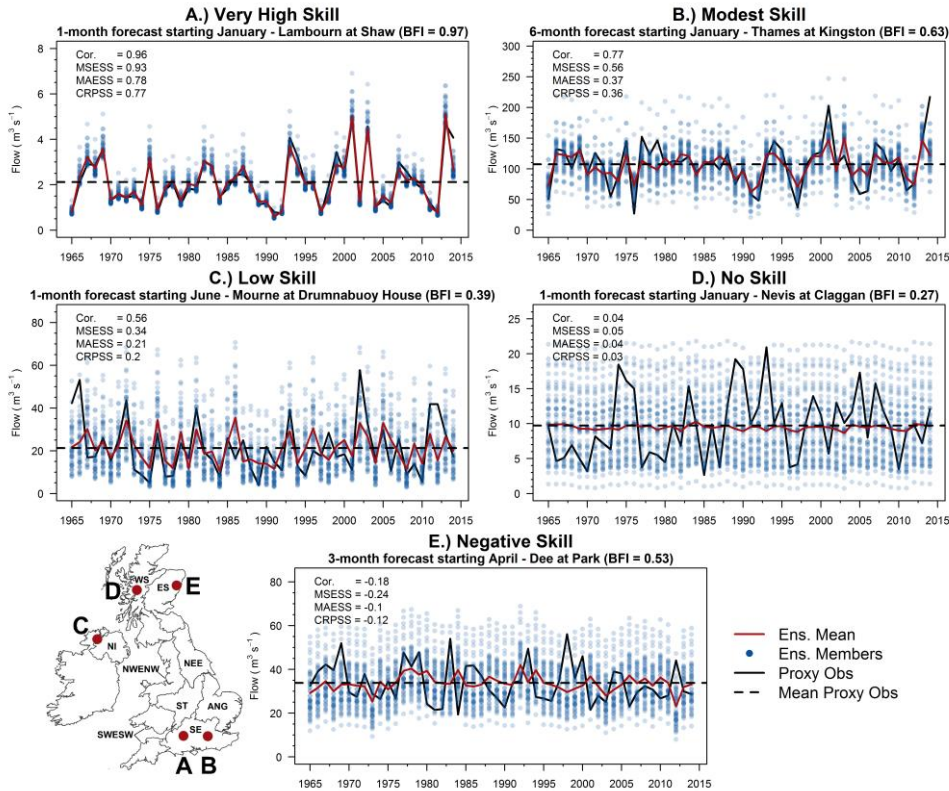 A.) Very High Skill
1-month forecast starting January - Lambourn at Shaw (BFI = 0.97)
Cor. = 0.96
MSESS = 0.93
MAESS = 0.78
CRPSS = 0.77
Flow ( m³ s⁻¹ )
8
6
4
2
0
1965 1970 1975 1980 1985 1990 1995 2000 2005 2010 2015
B.) Modest Skill
6-month forecast starting January - Thames at Kingston (BFI = 0.63)
Cor. = 0.77
MSESS = 0.56
MAESS = 0.37
CRPSS = 0.36
Flow ( m³ s⁻¹ )
300
250
200
150
100
50
0
1965 1970 1975 1980 1985 1990 1995 2000 2005 2010 2015
C.) Low Skill
1-month forecast starting June - Mourne at Drumnabuoy House (BFI = 0.39)
Cor. = 0.56
MSESS = 0.34
MAESS = 0.21
CRPSS = 0.2
Flow ( m³ s⁻¹ )
80
60
40
20
0
1965 1970 1975 1980 1985 1990 1995 2000 2005 2010 2015
D.) No Skill
1-month forecast starting January - Nevis at Claggan (BFI = 0.27)
Cor. = 0.04
MSESS = 0.05
MAESS = 0.04
CRPSS = 0.03
Flow ( m³ s⁻¹ )
25
20
15
10
5
0
1965 1970 1975 1980 1985 1990 1995 2000 2005 2010 2015
E.) Negative Skill
3-month forecast starting April - Dee at Park (BFI = 0.53)
Cor. = -0.18
MSESS = -0.24
MAESS = -0.1
CRPSS = -0.12
Flow ( m³ s⁻¹ )
80
60
40
20
0
1965 1970 1975 1980 1985 1990 1995 2000 2005 2010 2015
D WS ES E
C NI
NWENW NEE
ST ANG
SWESW SE
A B
Ens. Mean
Ens. Members
Proxy Obs
Mean Proxy Obs